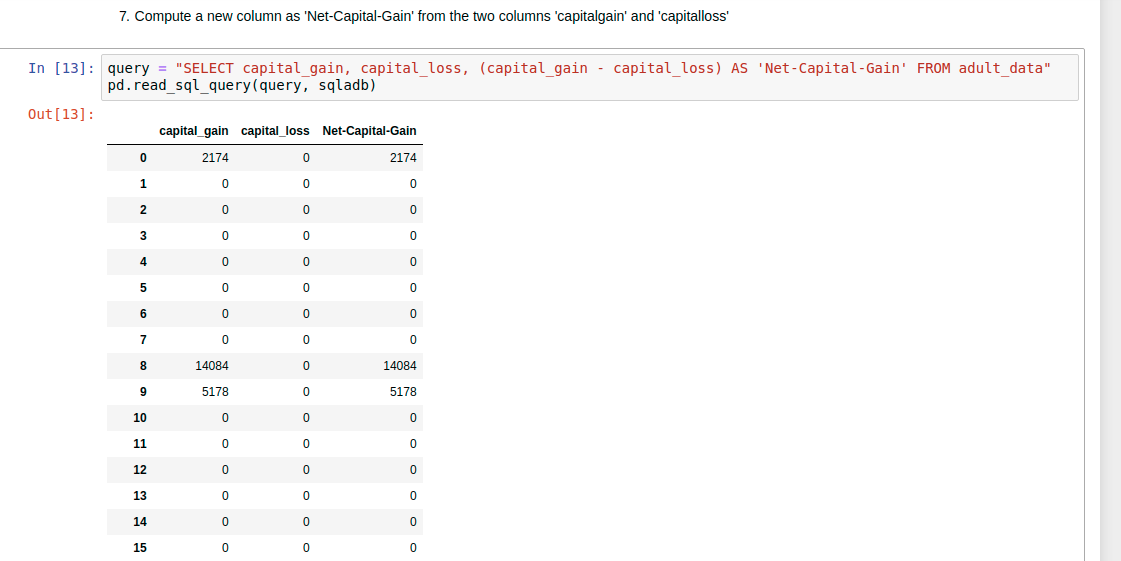 7. Compute a new column as 'Net-Capital-Gain' from the two columns 'capitalgain' and 'capitalloss'
In [13]: query = "SELECT capital_gain, capital_loss, (capital_gain - capital_loss) AS 'Net-Capital-Gain' FROM adult_data"
pd.read_sql_query(query, sqladb)
Out[13]:
capital_gain capital_loss Net-Capital-Gain
0 2174 0 2174
1 0 0 0
2 0 0 0
3 0 0 0
4 0 0 0
5 0 0 0
6 0 0 0
7 0 0 0
8 14084 0 14084
9 5178 0 5178
10 0 0 0
11 0 0 0
12 0 0 0
13 0 0 0
14 0 0 0
15 0 0 0